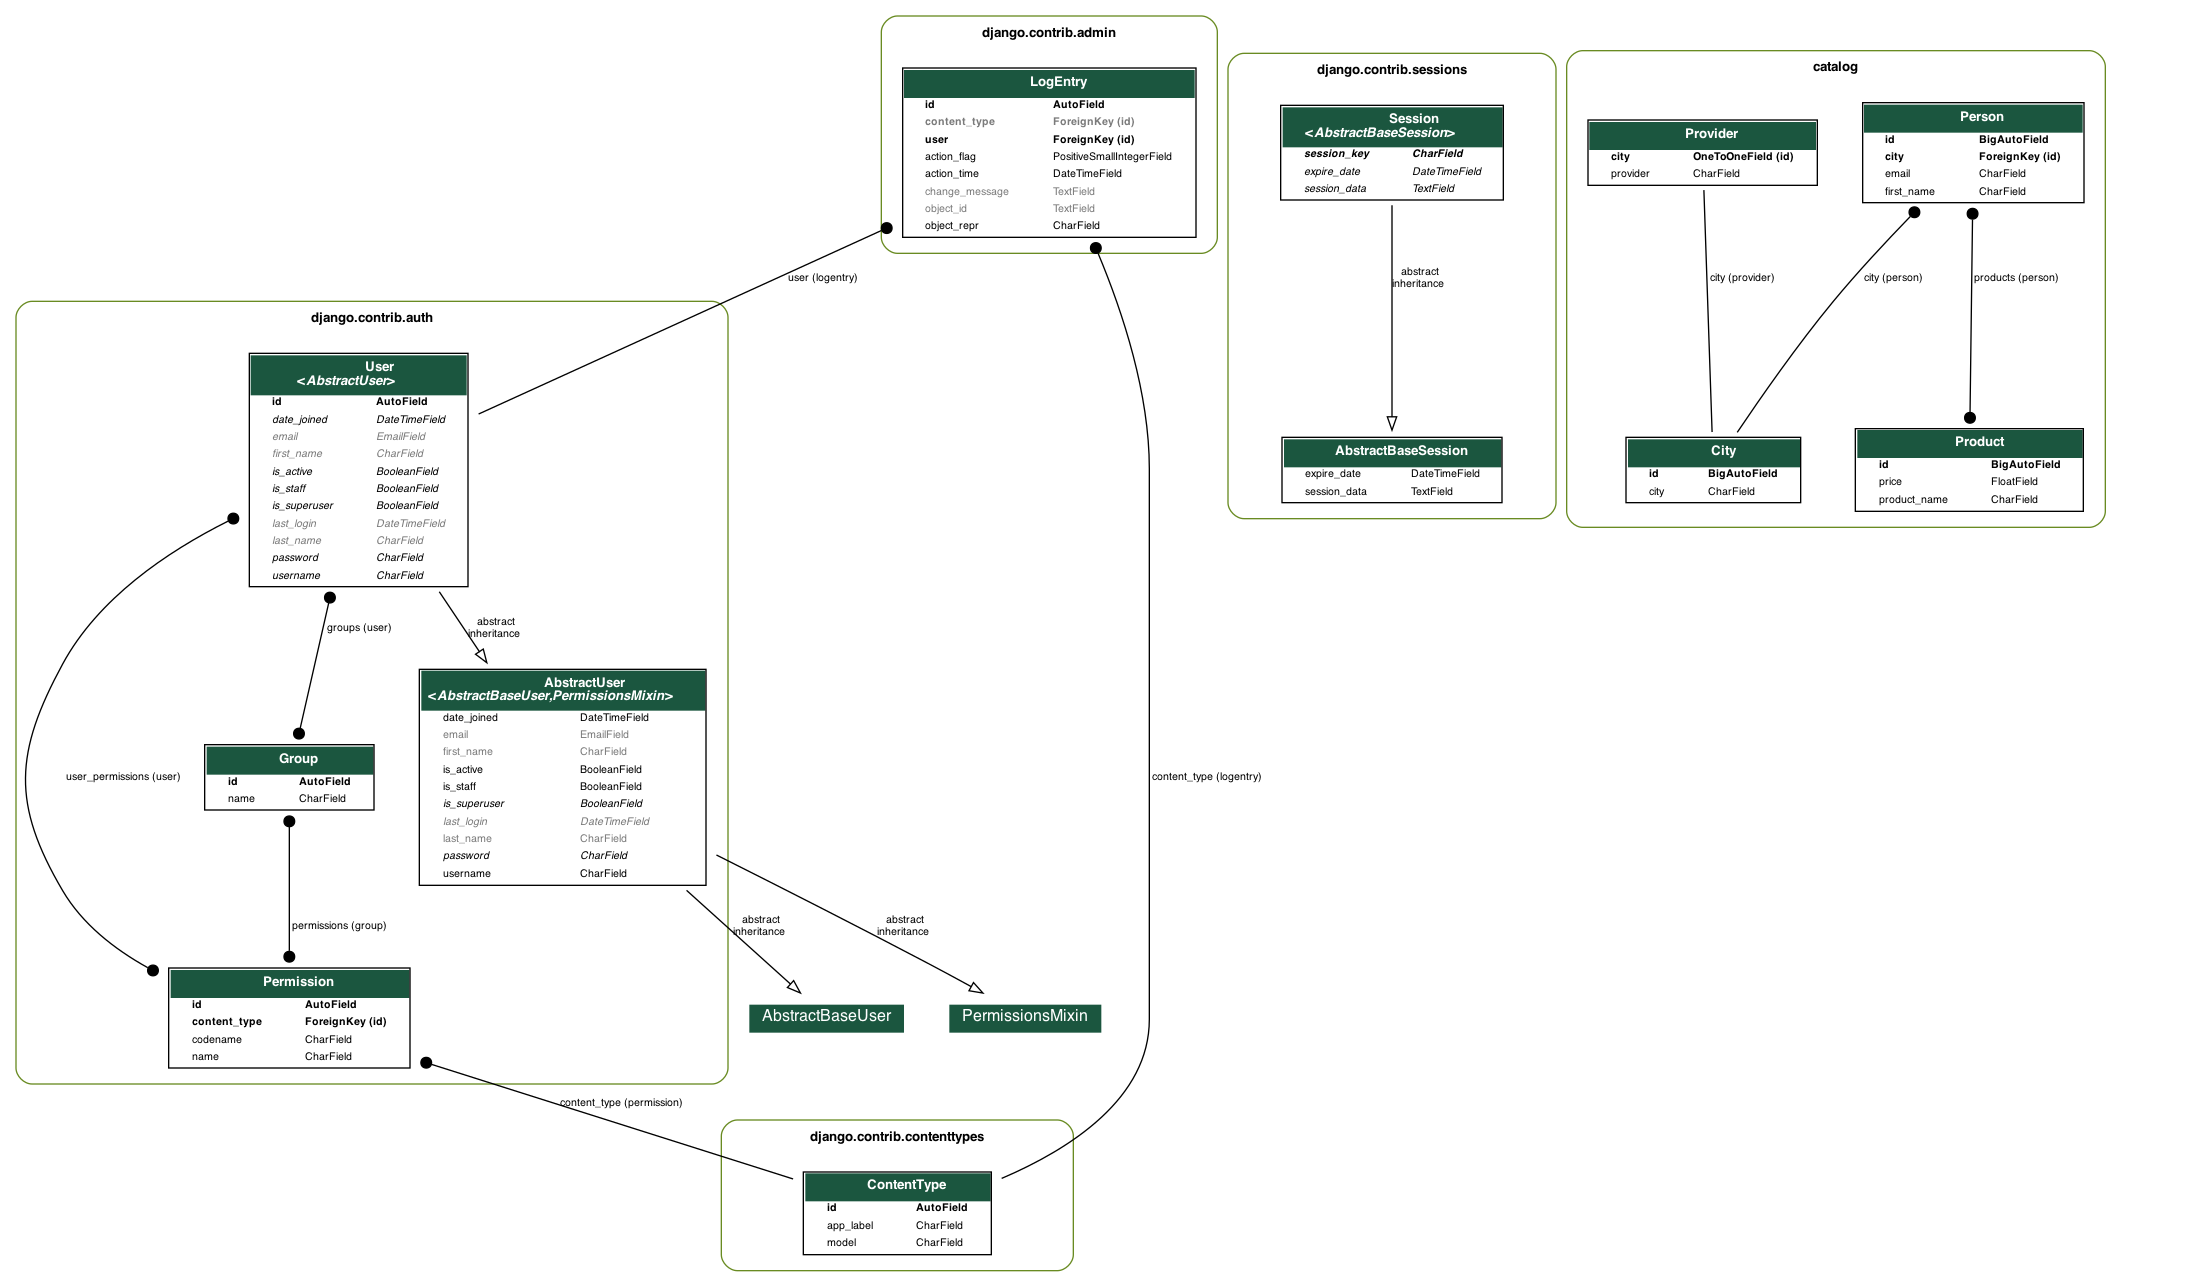 django.contrib.admin
LogEntry
id AutoField
content_type ForeignKey (id)
user ForeignKey (id)
action_flag PositiveSmallIntegerField
action_time DateTimeField
change_message TextField
object_id TextField
object_repr CharField
django.contrib.sessions
Session
<AbstractBaseSession>
session_key CharField
expire_date DateTimeField
session_data TextField
abstract
inheritance
AbstractBaseSession
expire_date DateTimeField
session_data TextField
catalog
Provider
city OneToOneField (id)
provider CharField
Person
id BigAutoField
city ForeignKey (id)
email CharField
first_name CharField
city (provider)
city (person)
products (person)
City
id BigAutoField
city CharField
Product
id BigAutoField
price FloatField
product_name CharField
user (logentry)
django.contrib.auth
User
<AbstractUser>
id AutoField
date_joined DateTimeField
email EmailField
first_name CharField
is_active BooleanField
is_staff BooleanField
is_superuser BooleanField
last_login DateTimeField
last_name CharField
password CharField
username CharField
groups (user)
abstract
inheritance
AbstractUser
<AbstractBaseUser,PermissionsMixin>
date_joined DateTimeField
email EmailField
first_name CharField
is_active BooleanField
is_staff BooleanField
is_superuser BooleanField
last_login DateTimeField
last_name CharField
password CharField
username CharField
Group
id AutoField
name CharField
user_permissions (user)
content_type (logentry)
permissions (group)
abstract
inheritance
abstract
inheritance
Permission
id AutoField
content_type ForeignKey (id)
codename CharField
name CharField
AbstractBaseUser
PermissionsMixin
content_type (permission)
django.contrib.contenttypes
ContentType
id AutoField
app_label CharField
model CharField